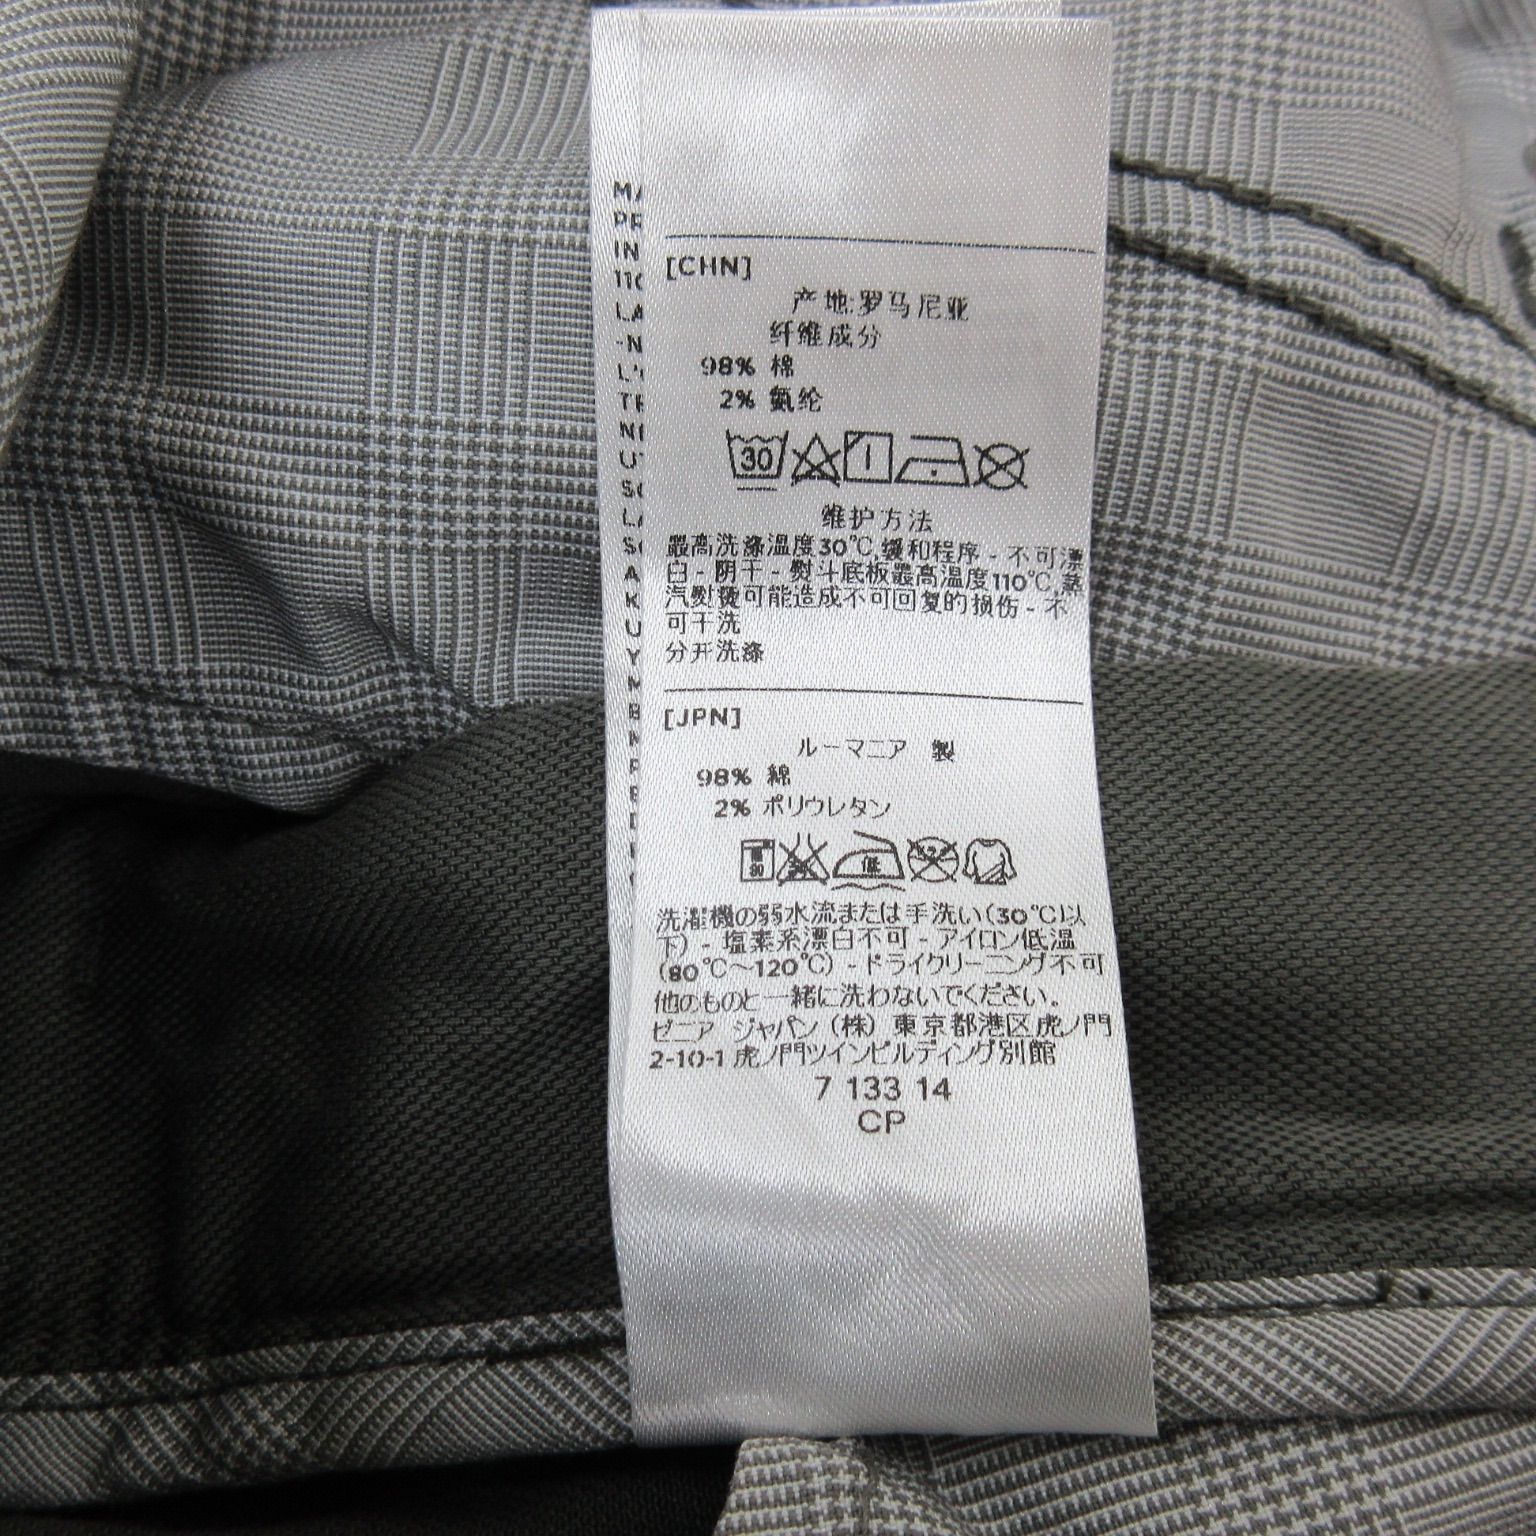 [CHN]
产地:罗马尼亚
纤维成分
98% 棉
2% 氨纶
30
维护方法
最高洗涤温度30℃,缓和程序 - 不可漂
白 - 阴干 - 熨斗底板最高温度110℃,蒸
汽熨烫可能造成不可回复的损伤 - 不
可干洗
分开洗涤
[JPN]
ルーマニア 製
98% 綿
2% ポリウレタン
低
洗濯機の弱水流または手洗い(30℃以
下) - 塩素系漂白不可 - アイロン低温
(80℃～120℃) - ドライクリーニング不可
他のものと一緒に洗わないでください。
ゼニア ジャパン (株) 東京都港区虎ノ門
2-10-1 虎ノ門ツインビルディング別館
7 133 14
CP